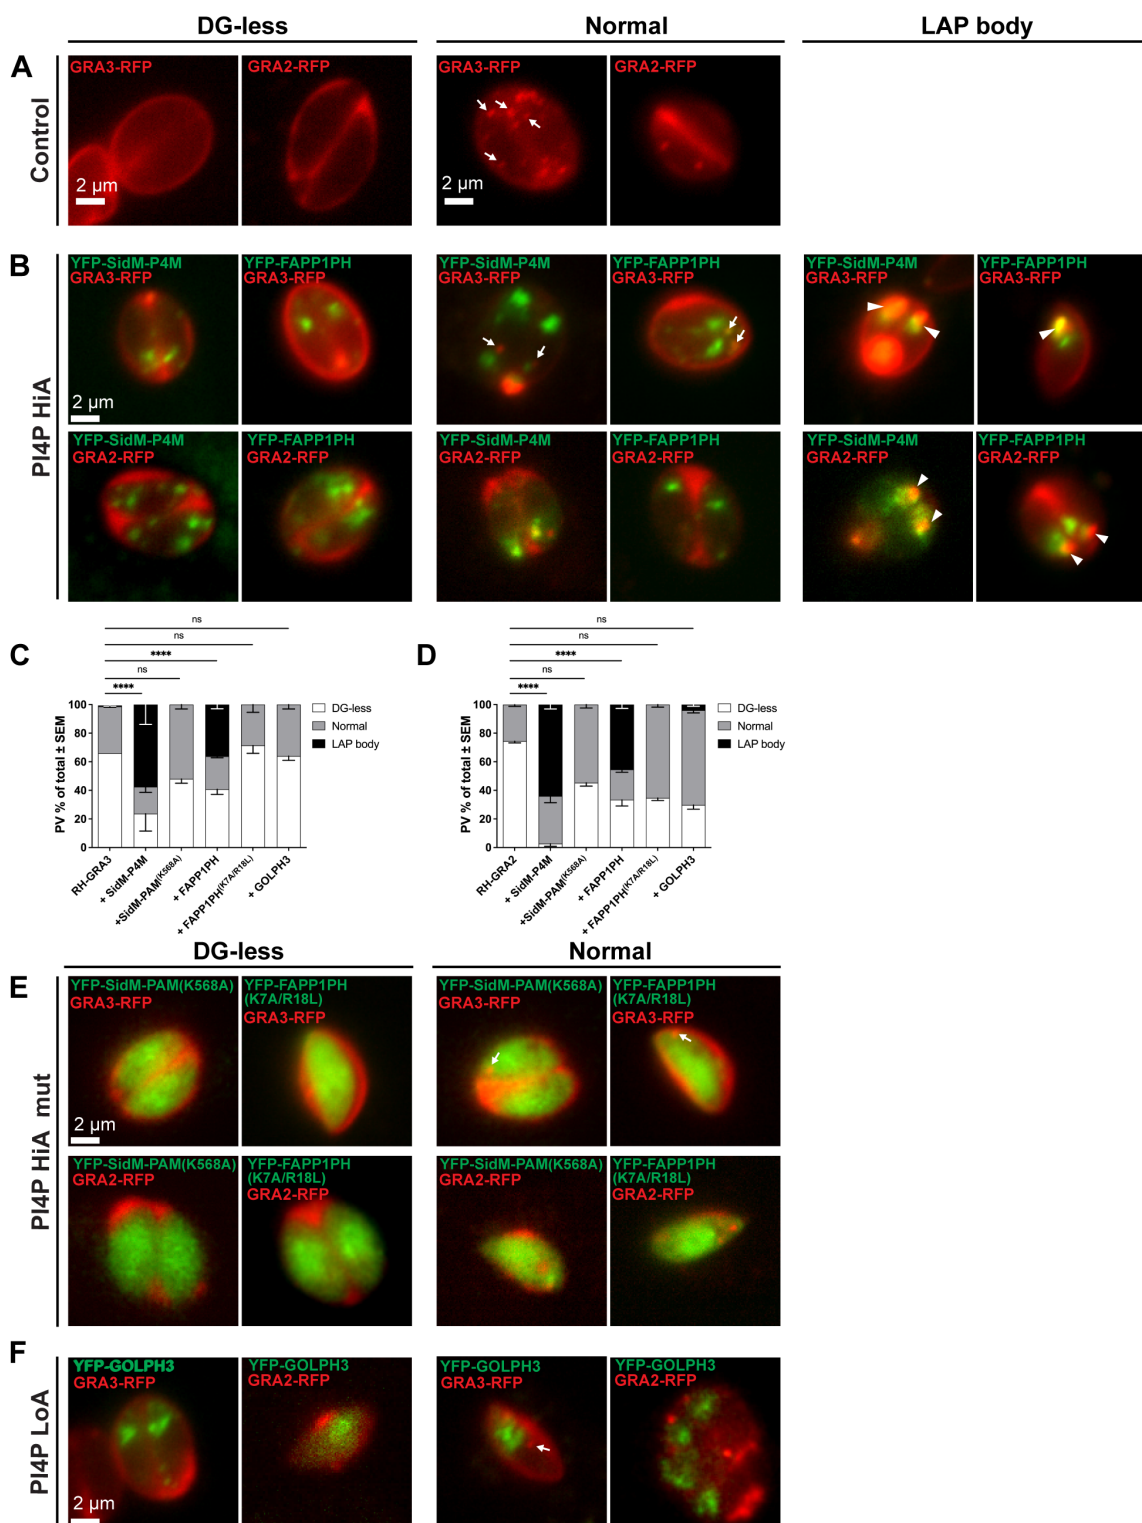 DG-less Normal LAP body
A
Control
GRA3-RFP GRA2-RFP GRA3-RFP GRA2-RFP
2 µm 2 µm
B
PI4P HiA
YFP-SidM-P4M YFP-FAPP1PH YFP-SidM-P4M YFP-FAPP1PH YFP-SidM-P4M YFP-FAPP1PH
GRA3-RFP GRA3-RFP GRA3-RFP GRA3-RFP GRA3-RFP GRA3-RFP
2 µm
YFP-SidM-P4M YFP-FAPP1PH YFP-SidM-P4M YFP-FAPP1PH YFP-SidM-P4M YFP-FAPP1PH
GRA2-RFP GRA2-RFP GRA2-RFP GRA2-RFP GRA2-RFP GRA2-RFP
C
ns
ns
****
ns
****
PV % of total ± SEM
100
80
60
40
20
0
DG-less
Normal
LAP body
RH-GRA3
+ SidM-P4M
+SidM-PAM(K568A)
+ FAPP1PH
+ FAPP1PH(K7A/R18L)
+ GOLPH3
D
ns
ns
****
ns
****
PV % of total ± SEM
100
80
60
40
20
0
DG-less
Normal
LAP body
RH-GRA2
+ SidM-P4M
+SidM-PAM(K568A)
+ FAPP1PH
+ FAPP1PH(K7A/R18L)
+ GOLPH3
DG-less Normal
E
PI4P HiA mut
YFP-SidM-PAM(K568A) YFP-FAPP1PH YFP-SidM-PAM(K568A) YFP-FAPP1PH
GRA3-RFP (K7A/R18L) GRA3-RFP (K7A/R18L)
GRA3-RFP GRA3-RFP
2 µm
YFP-SidM-PAM(K568A) YFP-FAPP1PH YFP-SidM-PAM(K568A) YFP-FAPP1PH
GRA2-RFP (K7A/R18L) GRA2-RFP (K7A/R18L)
GRA2-RFP GRA2-RFP
F
PI4P LoA
YFP-GOLPH3 YFP-GOLPH3 YFP-GOLPH3 YFP-GOLPH3
GRA3-RFP GRA2-RFP GRA3-RFP GRA2-RFP
2 µm